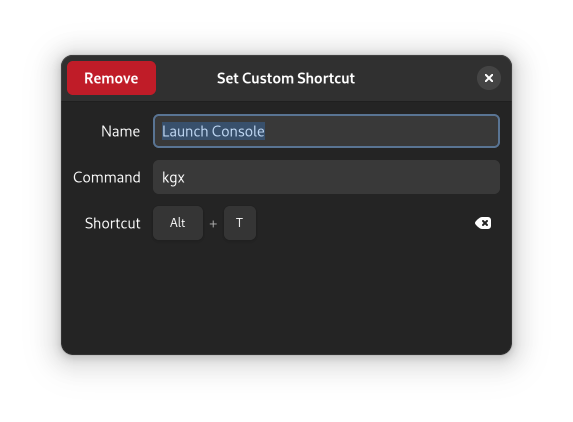 Remove Set Custom Shortcut
Name Launch Console
Command kgx
Shortcut Alt + T